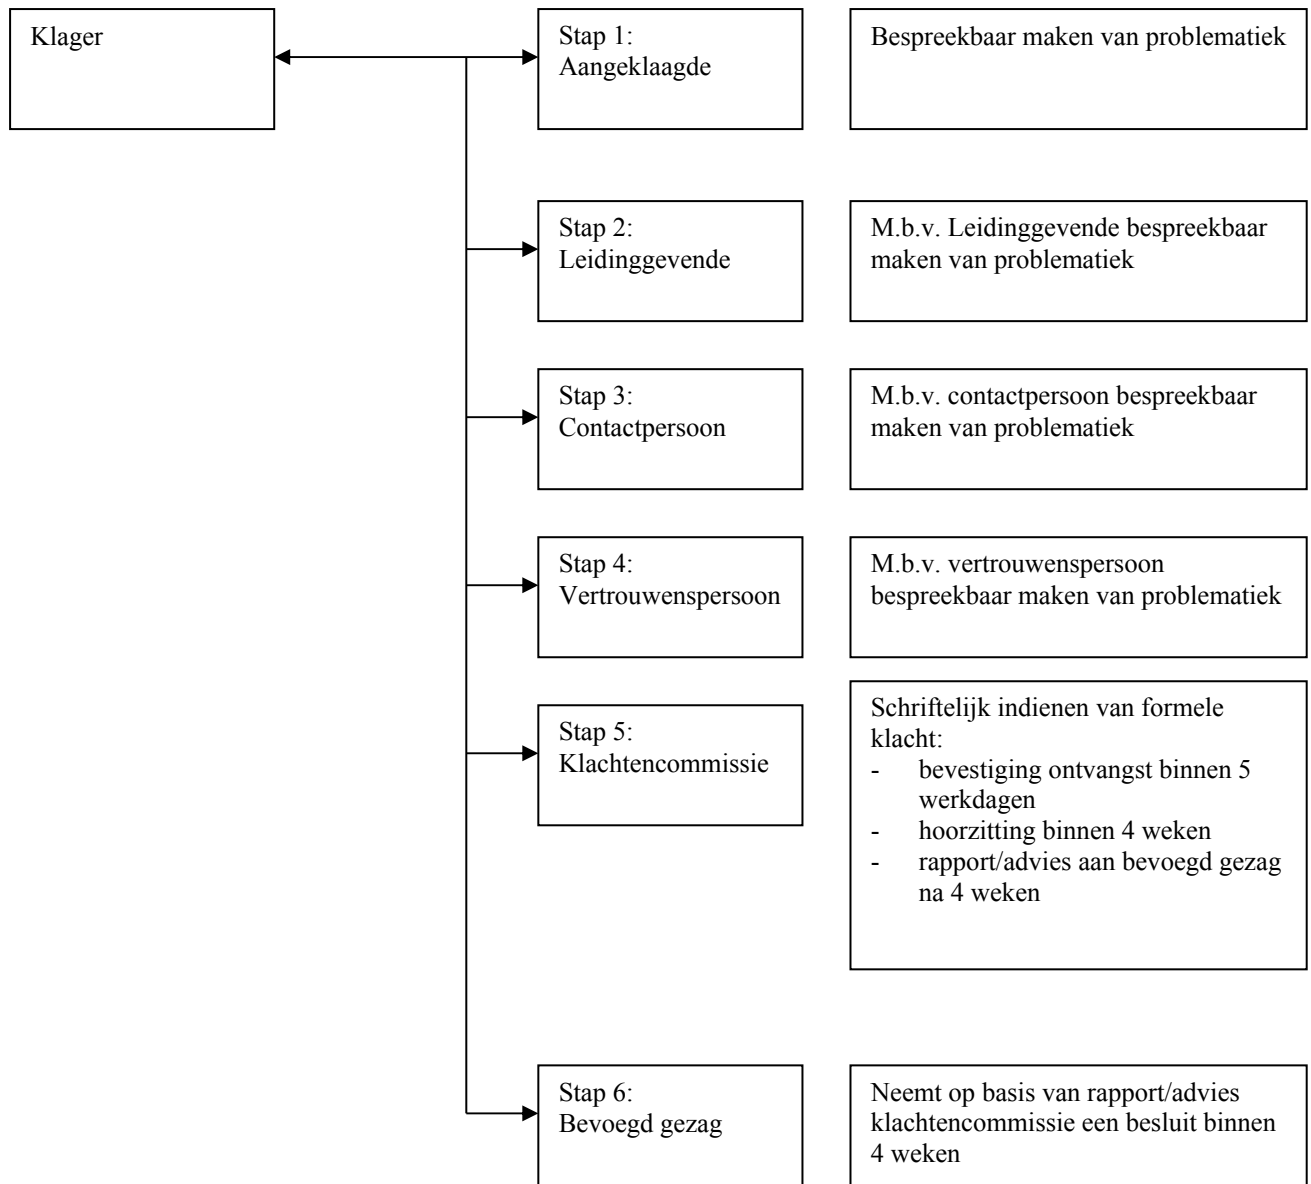 Klager
Stap 1:
Aangeklaagde
Bespreekbaar maken van problematiek
Stap 2:
Leidinggevende
M.b.v. Leidinggevende bespreekbaar
maken van problematiek
Stap 3:
Contactpersoon
M.b.v. contactpersoon bespreekbaar
maken van problematiek
Stap 4:
Vertrouwenspersoon
M.b.v. vertrouwenspersoon
bespreekbaar maken van problematiek
Stap 5:
Klachtencommissie
Schriftelijk indienen van formele
klacht:
- bevestiging ontvangst binnen 5
werkdagen
- hoorzitting binnen 4 weken
- rapport/advies aan bevoegd gezag
na 4 weken
Stap 6:
Bevoegd gezag
Neemt op basis van rapport/advies
klachtencommissie een besluit binnen
4 weken